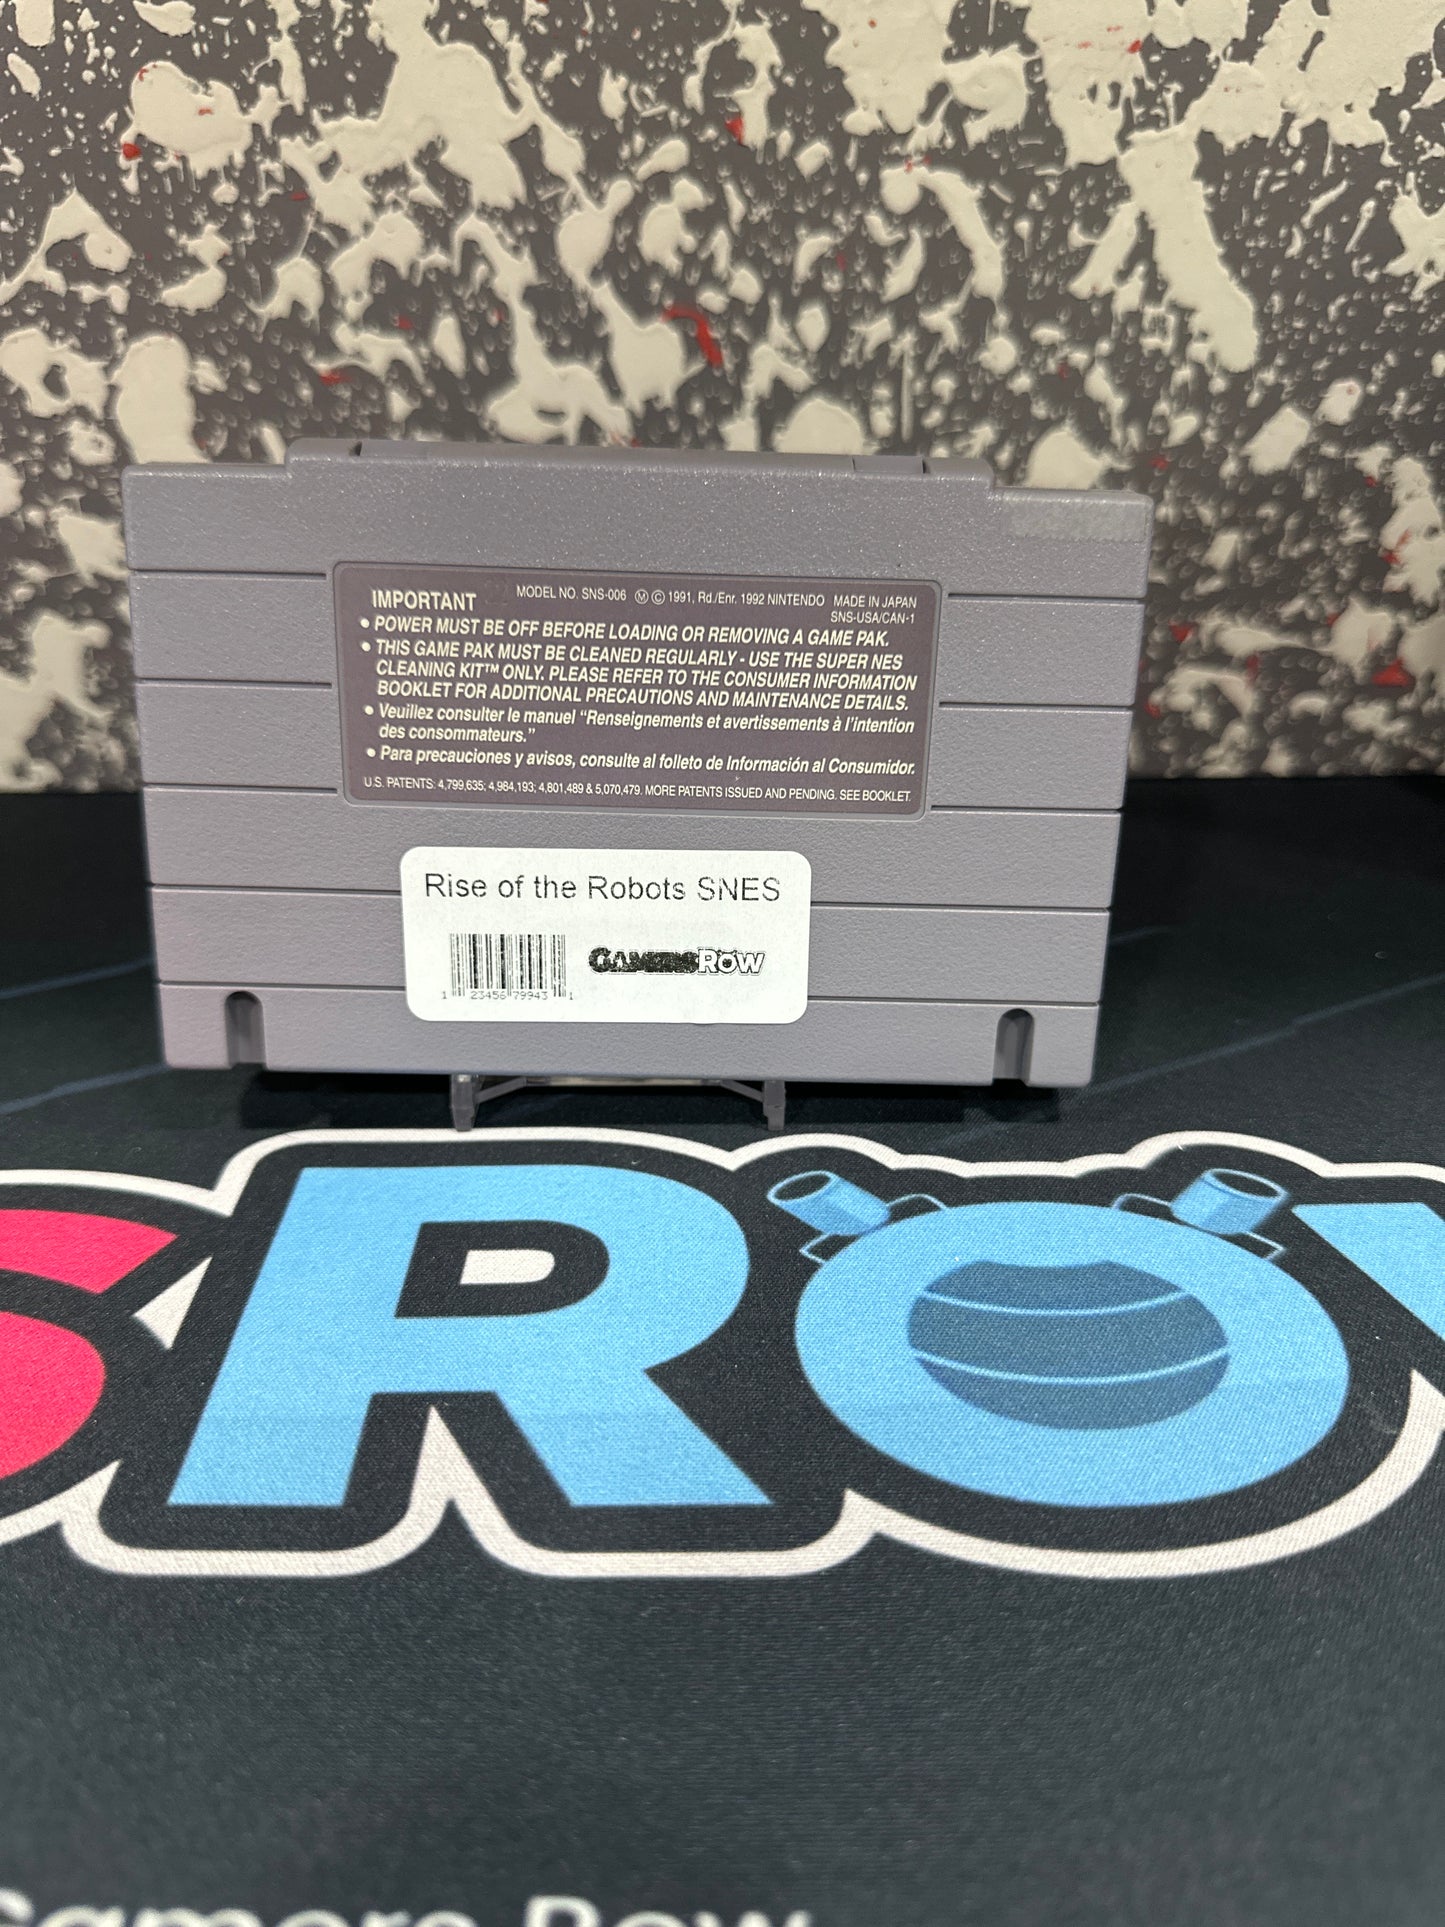 IMPORTANT MODEL NO. SNS-006 Ⓜ © 1991, Rd./Enr. 1992 NINTENDO MADE IN JAPAN
SNS-USA/CAN-1
• POWER MUST BE OFF BEFORE LOADING OR REMOVING A GAME PAK.
• THIS GAME PAK MUST BE CLEANED REGULARLY - USE THE SUPER NES
CLEANING KIT™ ONLY. PLEASE REFER TO THE CONSUMER INFORMATION
BOOKLET FOR ADDITIONAL PRECAUTIONS AND MAINTENANCE DETAILS.
• Veuillez consulter le manuel “Renseignements et avertissements à l'intention
des consommateurs.”
• Para precauciones y avisos, consulte al folleto de Información al Consumidor.
U.S. PATENTS: 4,799,635; 4,984,193; 4,801,489 & 5,070,479. MORE PATENTS ISSUED AND PENDING. SEE BOOKLET.
Rise of the Robots SNES
GAMERSROW
1 23456 79943 1
SROW
Gamers Row